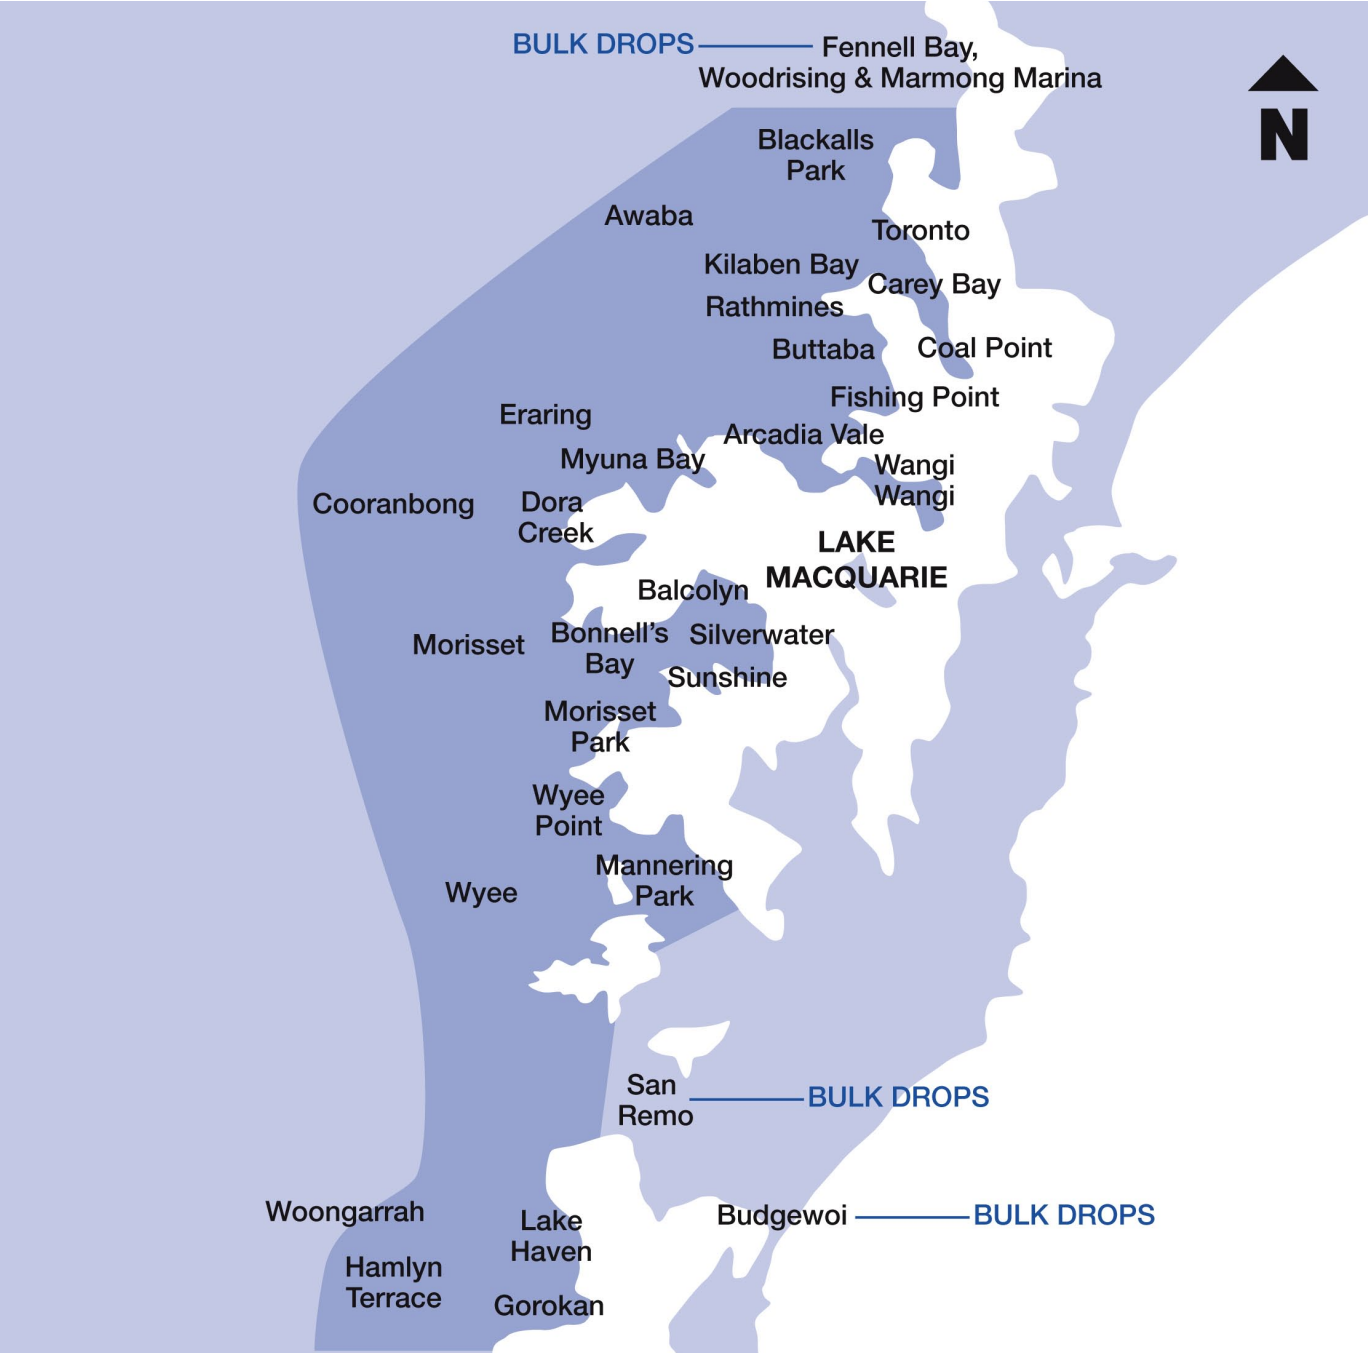 BULK DROPS
Fennell Bay,
Woodrising & Marmong Marina
N
Blackalls
Park
Awaba
Toronto
Kilaben Bay
Carey Bay
Rathmines
Buttaba
Coal Point
Fishing Point
Eraring
Arcadia Vale
Myuna Bay
Wangi
Wangi
Cooranbong
Dora
Creek
LAKE
MACQUARIE
Balcolyn
Morisset
Bonnell’s
Bay
Silverwater
Sunshine
Morisset
Park
Wyee
Point
Mannering
Park
Wyee
San
Remo
BULK DROPS
Woongarrah
Lake
Haven
Budgewoi
BULK DROPS
Hamlyn
Terrace
Gorokan